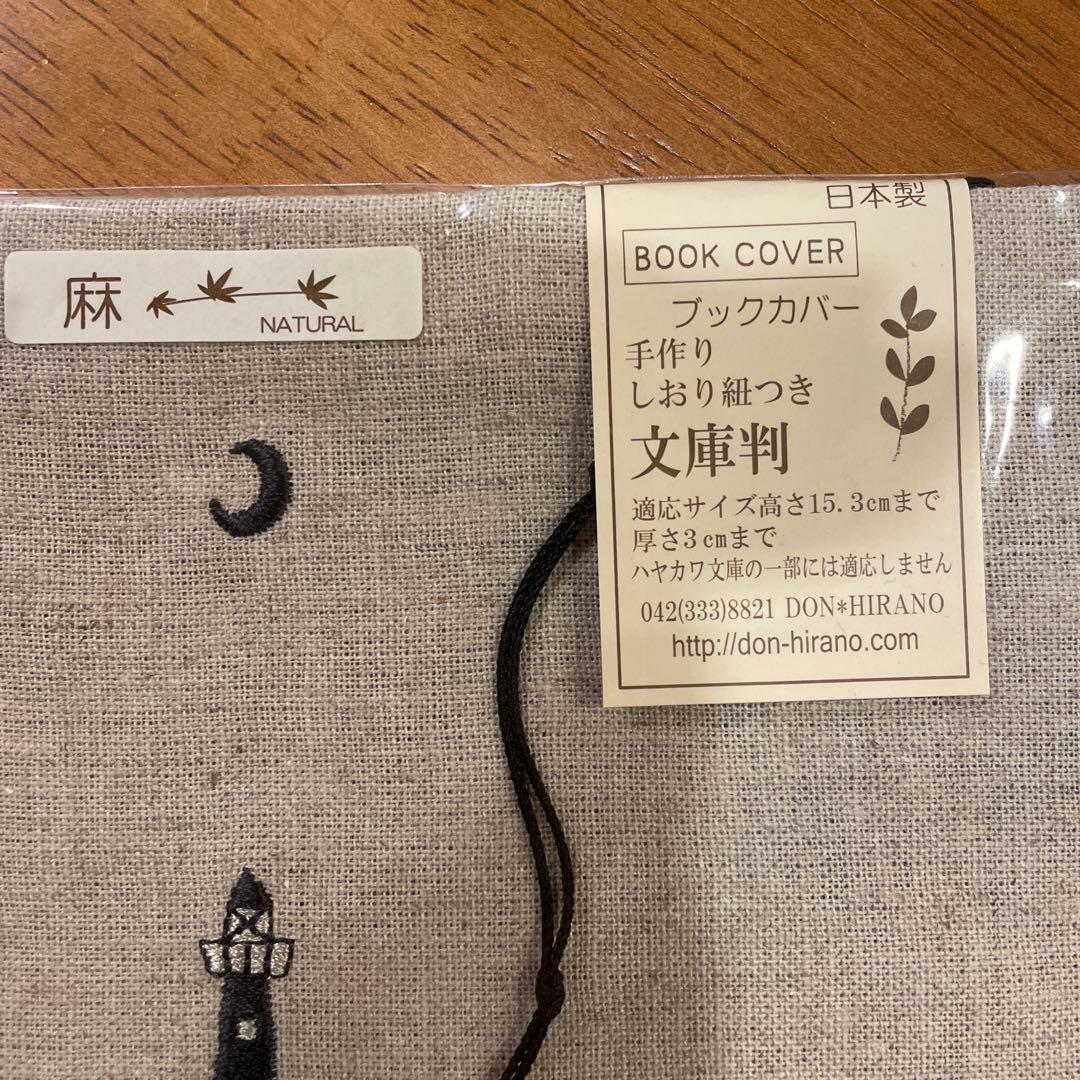 麻
NATURAL
日本製
BOOK COVER
ブックカバー
手作り
しおり紐つき
文庫判
適応サイズ高さ15.3cmまで
厚さ3cmまで
ハヤカワ文庫の一部には適応しません
042(333)8821 DON*HIRANO
http://don-hirano.com